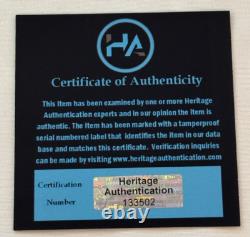 HA
Certificate of Authenticity
This Item has been examined by one or more Heritage
Authentication experts and in our opinion the Item is
authentic. The Item has been marked with a tamperproof
serial numbered label that identifies the Item in our data
base and matches this certificate. Verification inquiries
can be made by visiting www.heritageauthentication.com
Certification
Number
Heritage
Authentication
133502